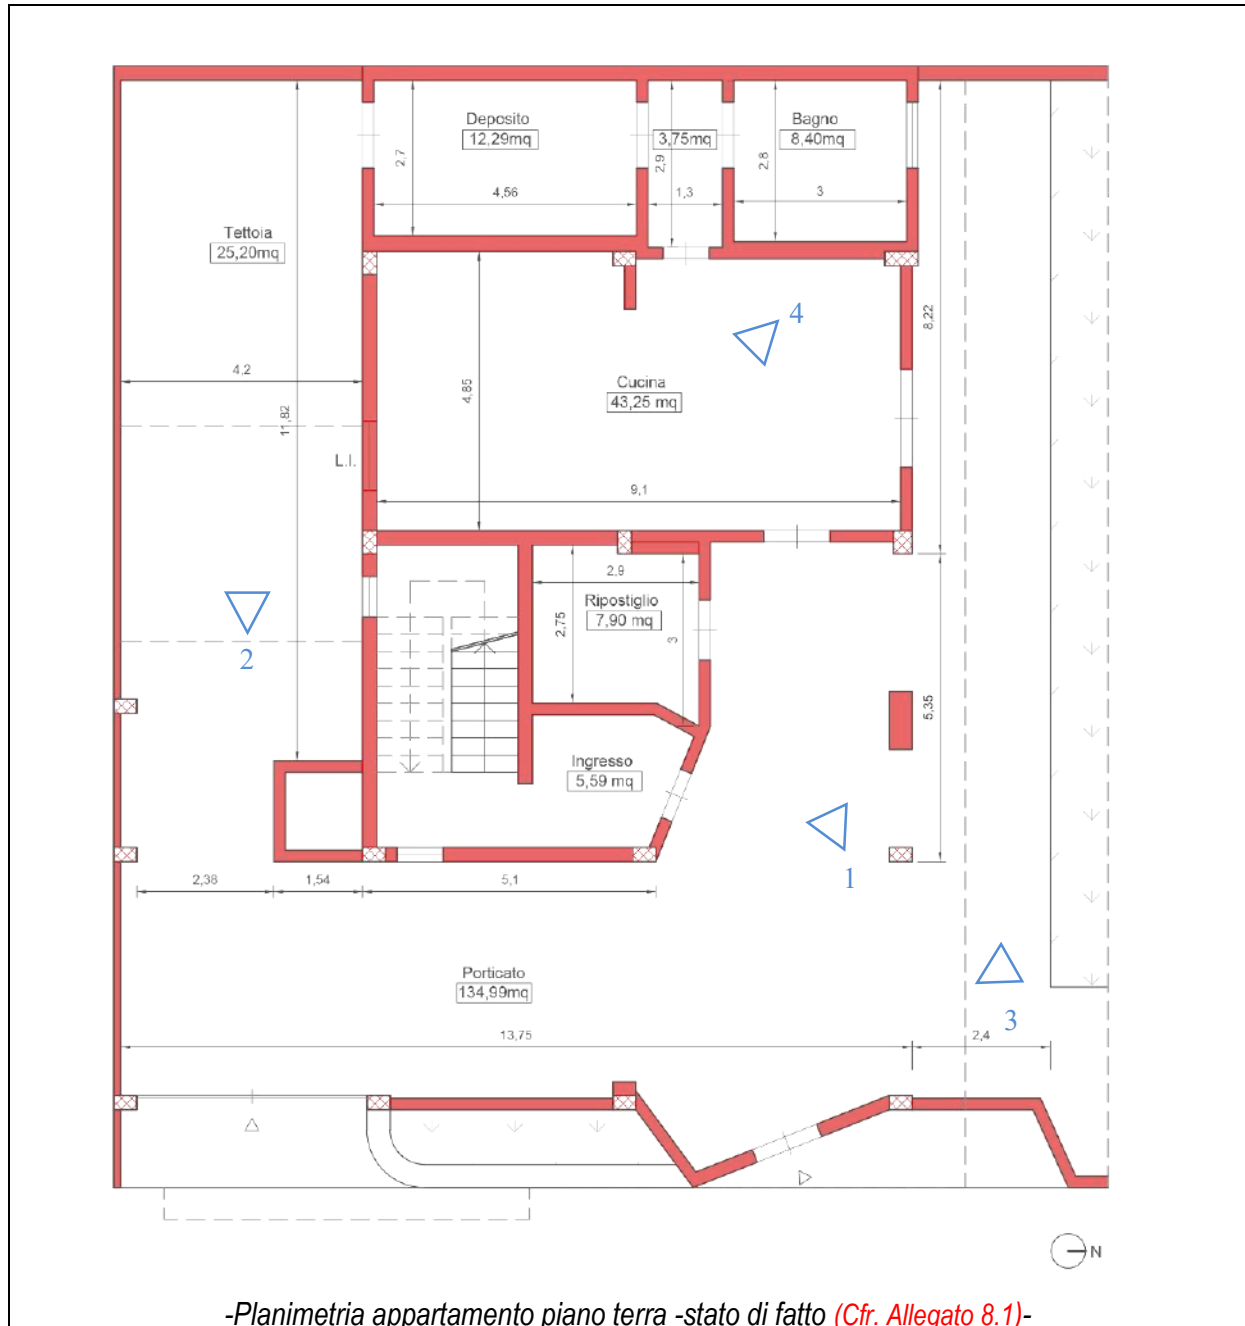 Deposito
12,29mq
3,75mq
Bagno
8,40mq
2,7
2,9
2,8
4,56
1,3
3
Tettoia
25,20mq
8,22
4
4,2
4,85
Cucina
43,25 mq
11,82
L.I.
9,1
2,9
Ripostiglio
7,90 mq
2,75
3
2
5,35
Ingresso
5,59 mq
1
2,38
1,54
5,1
Porticato
134,99mq
3
13,75
2,4
N
-Planimetria appartamento piano terra -stato di fatto (Cfr. Allegato 8.1)-